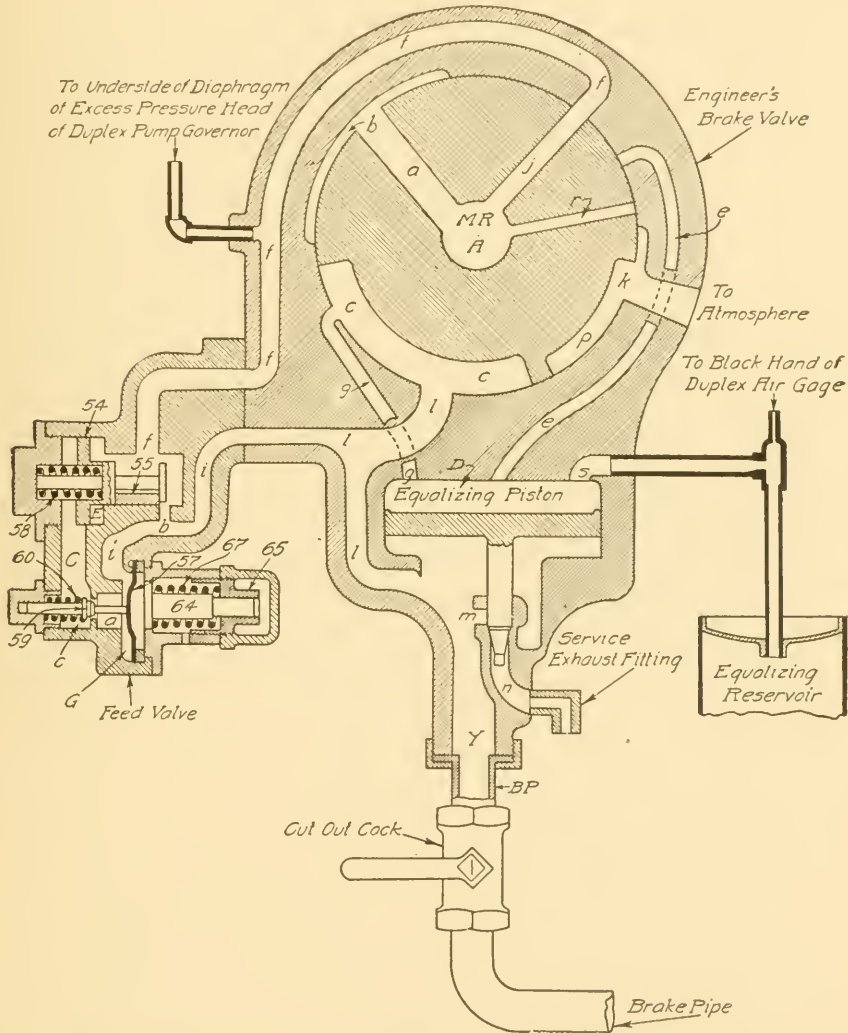 To Underside of Diaphragm
of Excess Pressure Head
of Duplex Pump Governor
Engineer's
Brake Valve
f
f
b
a
j
MR
A
r
e
f
k
To
Atmosphere
c
p
f
g
c
l
e
To Black Hand of
Duplex Air Gage
54
f
i
l
D
g
s
55
Equalizing Piston
58
E
b
60
C
i
57
67
65
l
64
m
59
c
a
Service
Exhaust Fitting
G
n
Equalizing
Reservoir
Feed Valve
Y
BP
Cut Out Cock
Brake Pipe